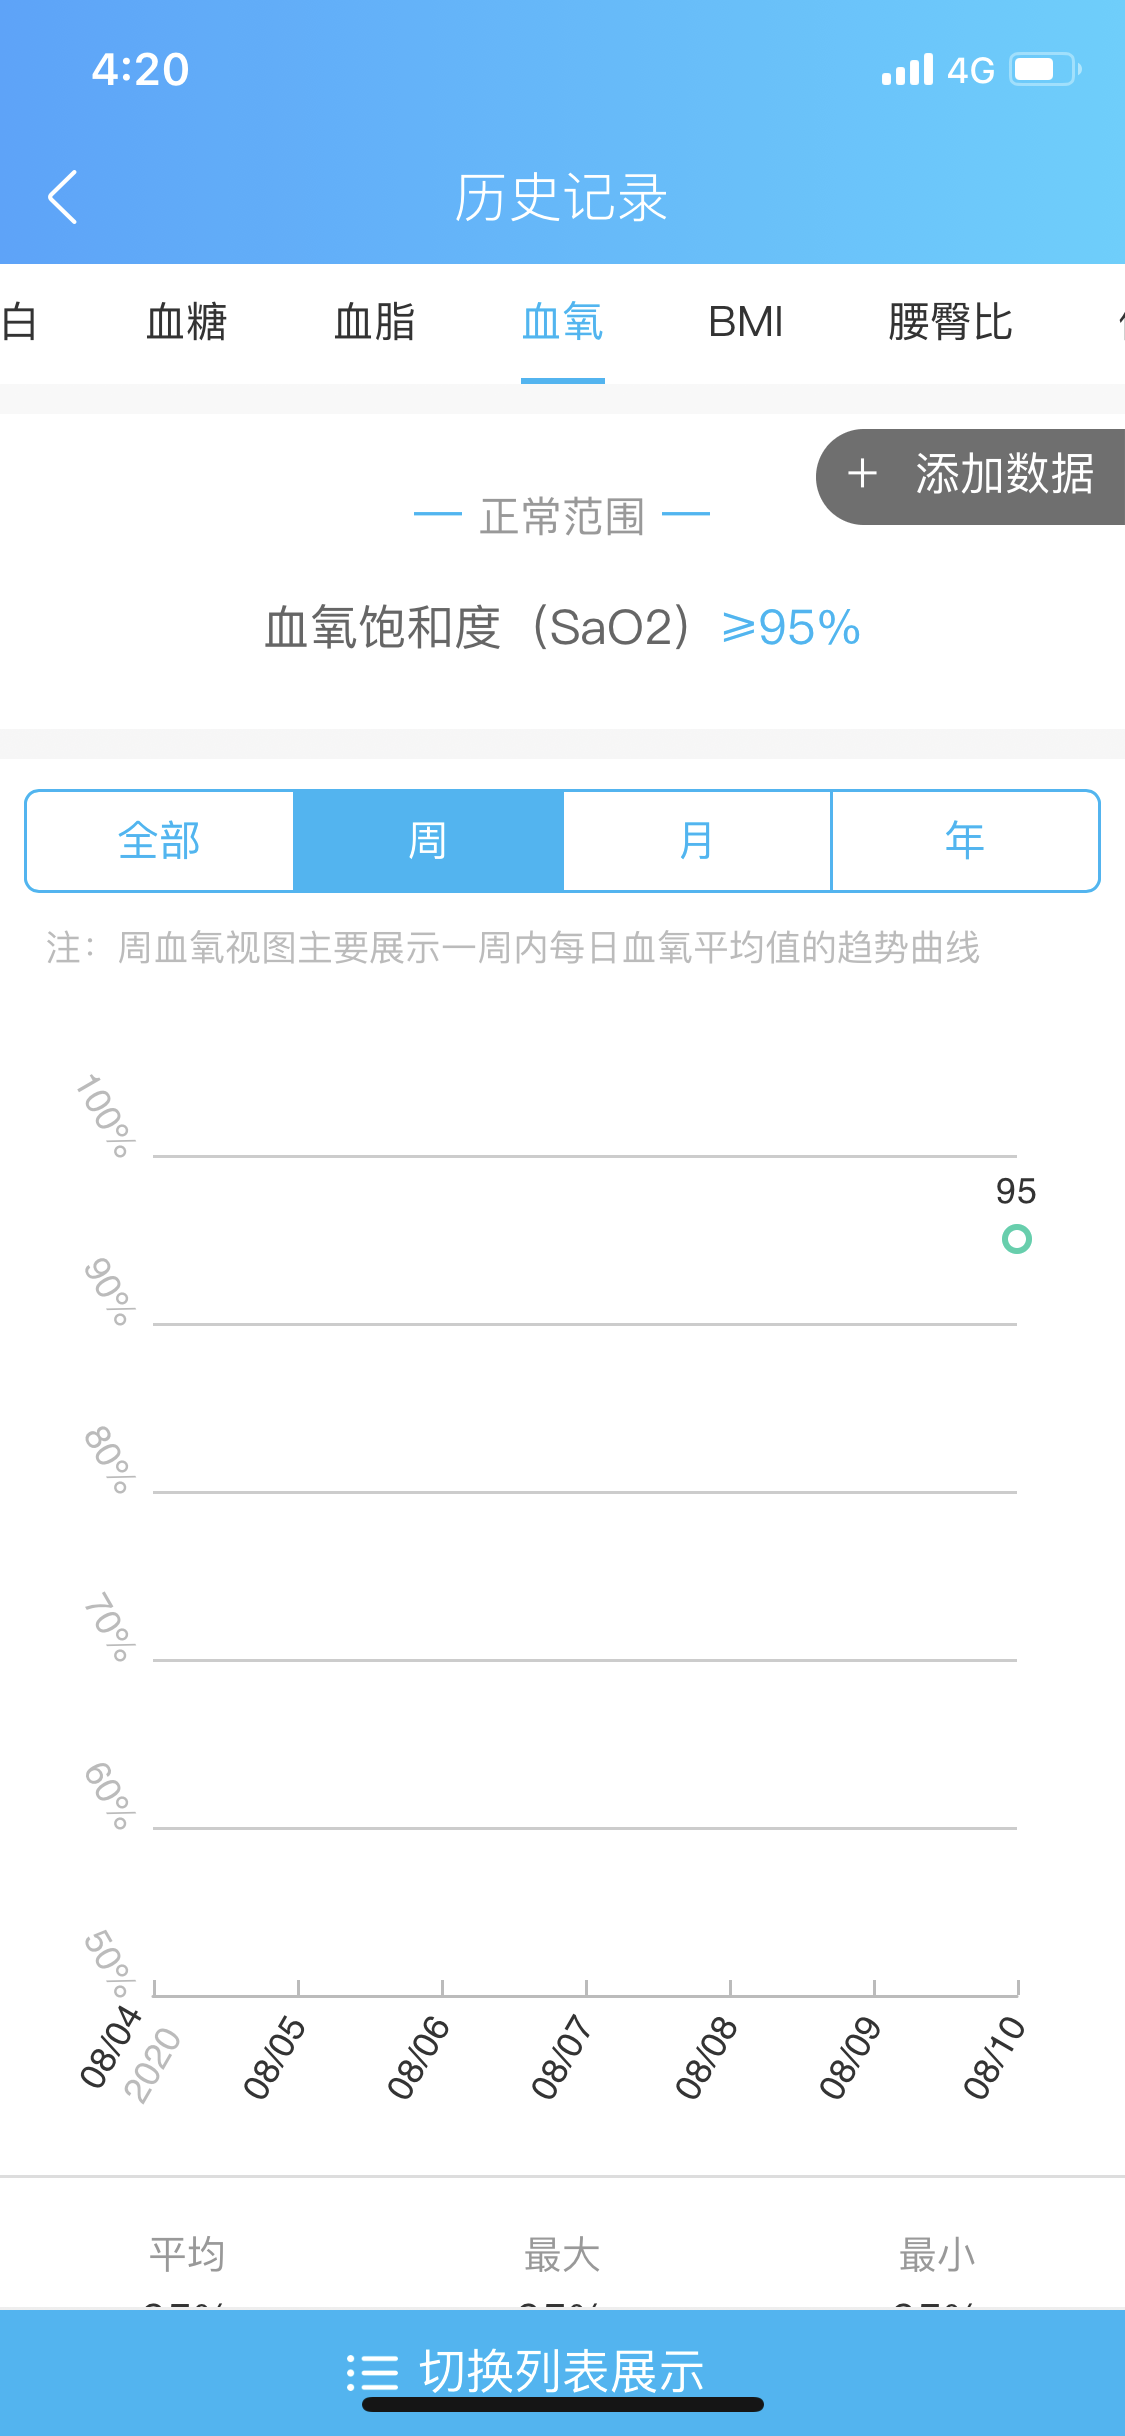 4:20
4G
历史记录
白 血糖 血脂 血氧 BMI 腰臀比
+ 添加数据
正常范围
血氧饱和度（SaO2）⩾95%
全部 周 月 年
注：周血氧视图主要展示一周内每日血氧平均值的趋势曲线
100%
95
90%
80%
70%
60%
50%
08/04 08/05 08/06 08/07 08/08 08/09 08/10
2020
平均 最大 最小
切换列表展示